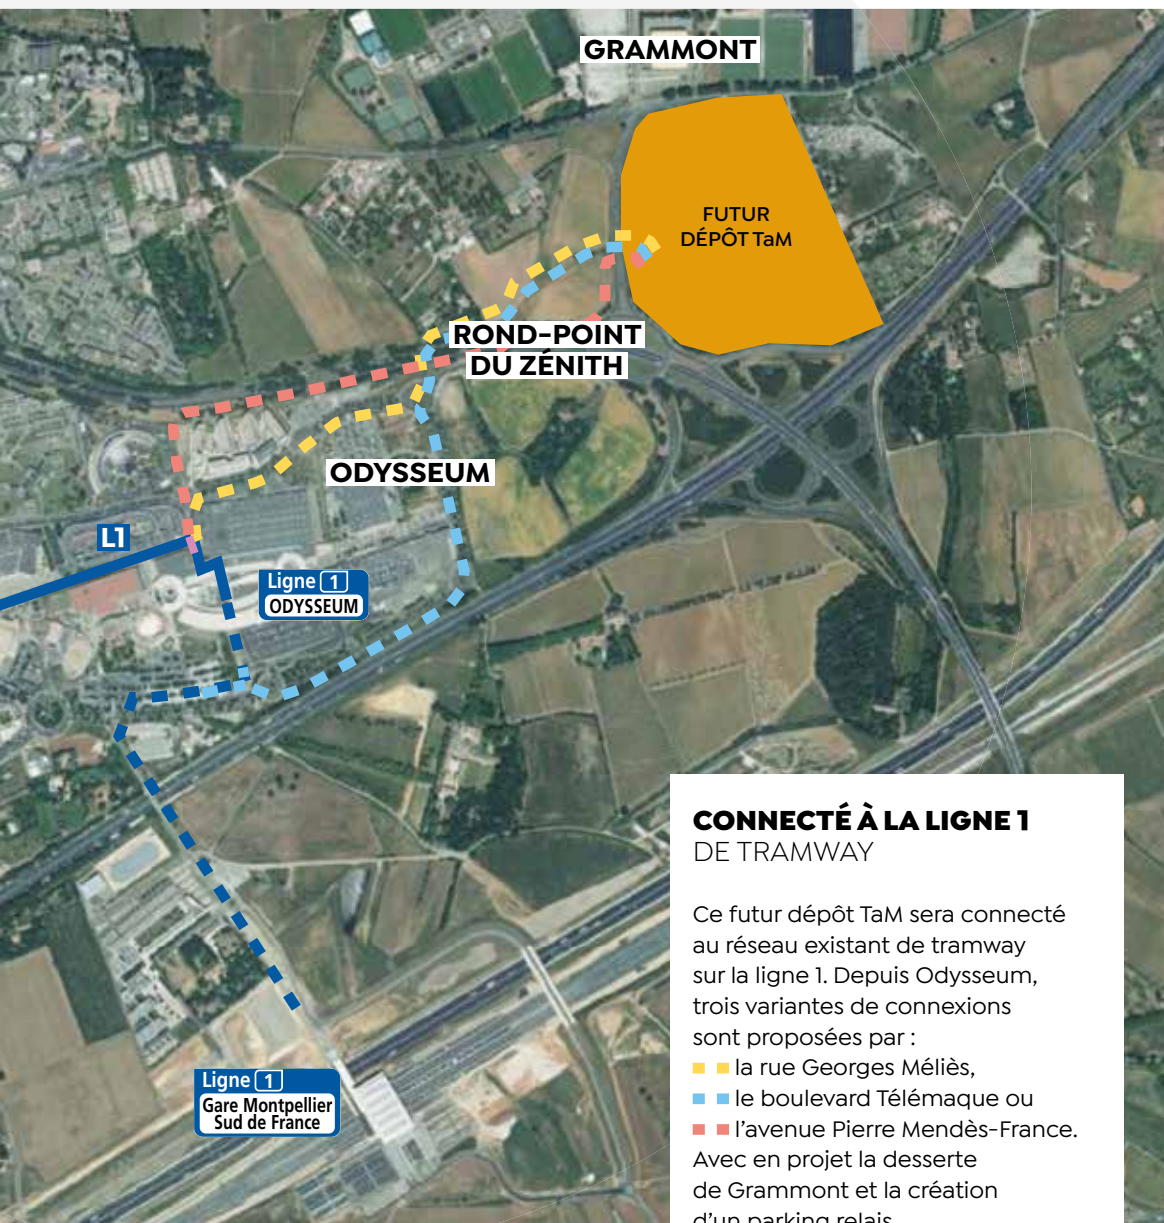 GRAMMONT
FUTUR
DÉPÔT TaM
ROND-POINT
DU ZÉNITH
ODYSSEUM
L1
Ligne 1
ODYSSEUM
Ligne 1
Gare Montpellier
Sud de France
CONNECTÉ À LA LIGNE 1
DE TRAMWAY
Ce futur dépôt TaM sera connecté
au réseau existant de tramway
sur la ligne 1. Depuis Odysseum,
trois variantes de connexions
sont proposées par :
la rue Georges Méliès,
le boulevard Télémaque ou
l'avenue Pierre Mendès-France.
Avec en projet la desserte
de Grammont et la création
d'un parking relais